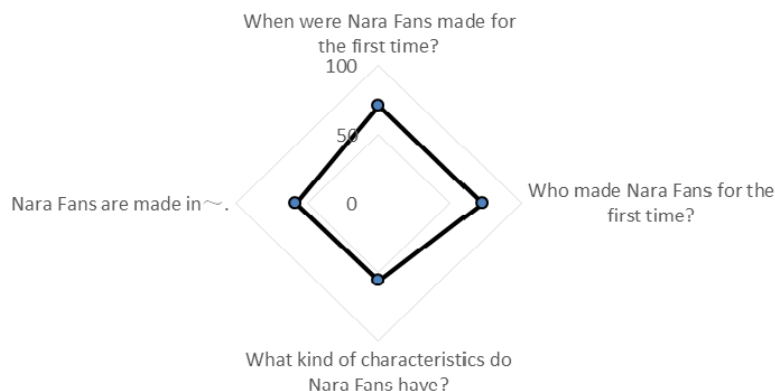 When were Nara Fans made for
the first time?
100
50
Nara Fans are made in～.
0
Who made Nara Fans for the
first time?
What kind of characteristics do
Nara Fans have?